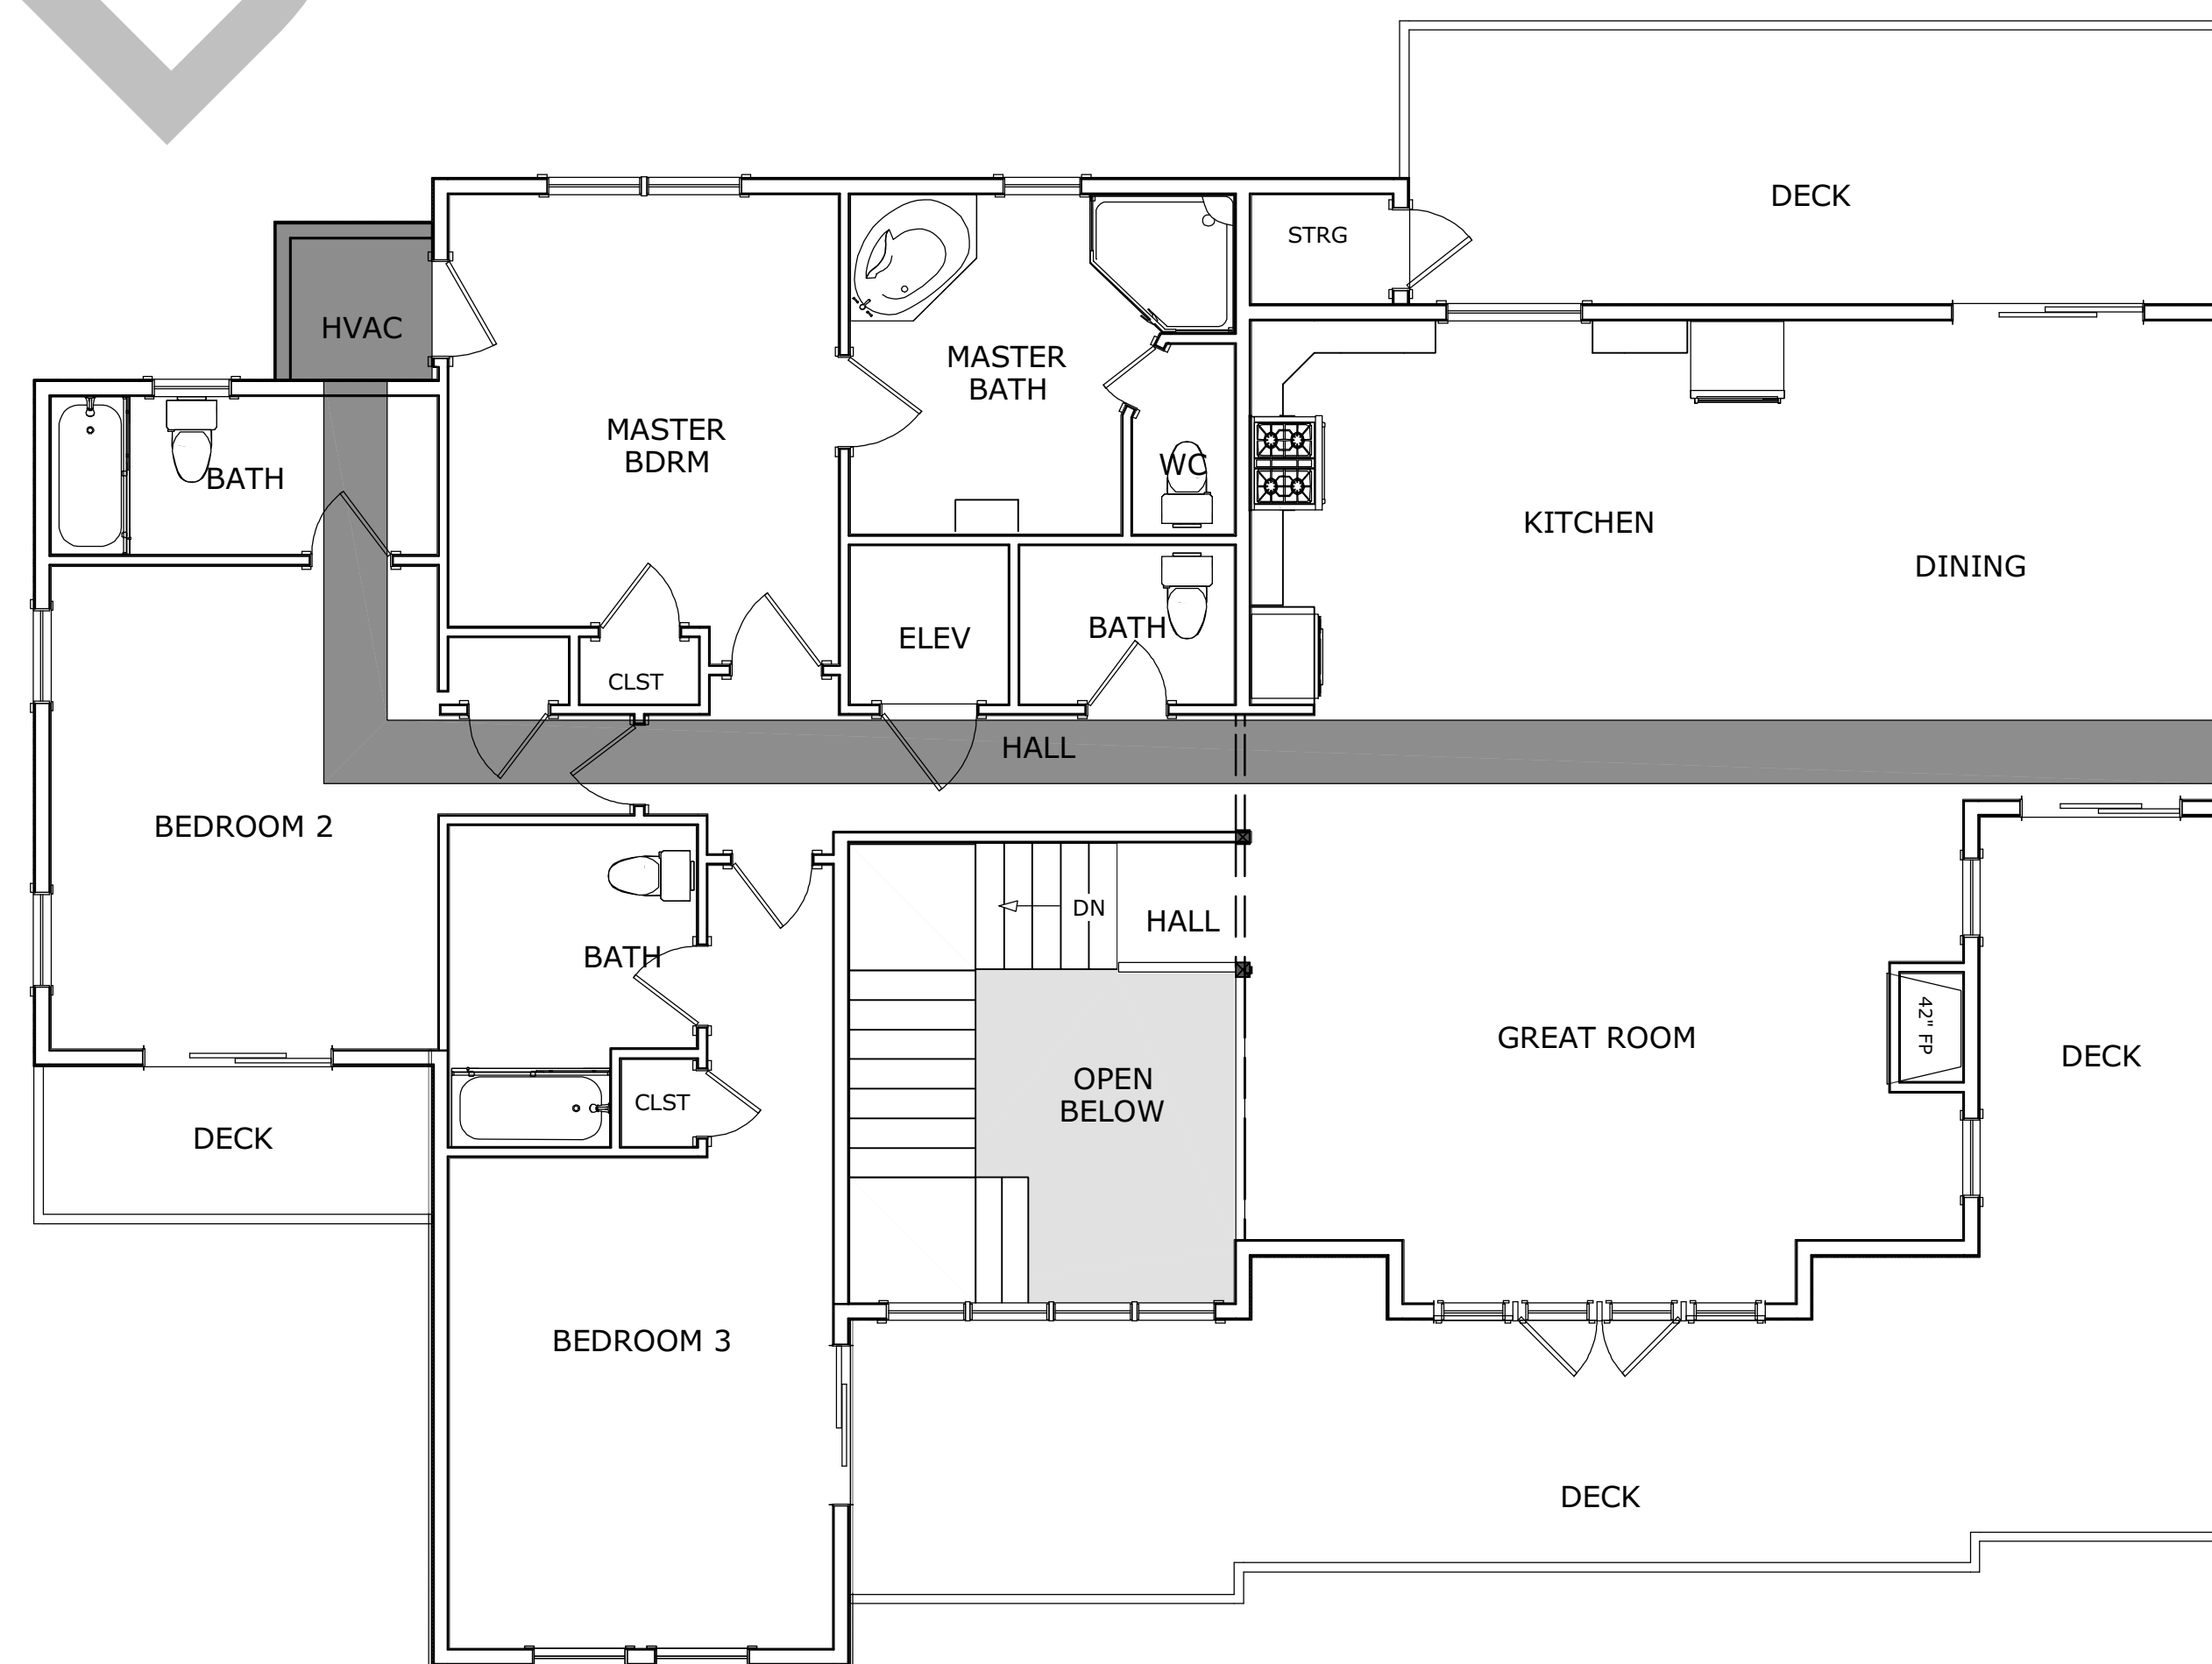 DECK
STRG
HVAC
MASTER
BATH
MASTER
BDRM
WC
BATH
KITCHEN
DINING
BATH
ELEV
CLST
HALL
BEDROOM 2
DN
HALL
BATH
42" FP
GREAT ROOM
DECK
OPEN
BELOW
CLST
DECK
BEDROOM 3
DECK